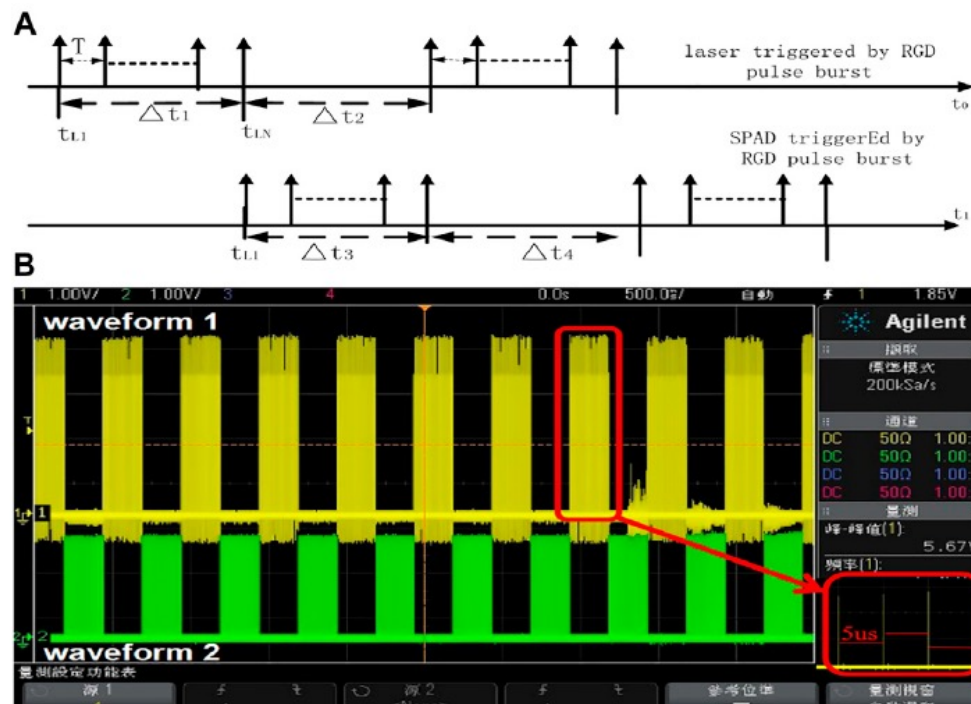 A
T
laser triggered by RGD
pulse burst
△t1 △t2
tL1 tLN t0
SPAD triggerEd by
RGD pulse burst
t1
tL1 △t3 △t4
B
1 1.00V/ 2 1.00V/ 3 4 0.0s 500.0ms/ 自動 1 1.85V
waveform 1
Agilent
擷取
標準模式
200kSa/s
通道
DC 50Ω 1.00:
DC 50Ω 1.00:
DC 50Ω 1.00:
DC 50Ω 1.00:
量測
峰-峰值(1):
5.67V
頻率(1):
T
1
2
5us
waveform 2
量測設定功能表
源 1 源 2 參考位準 量測視窗